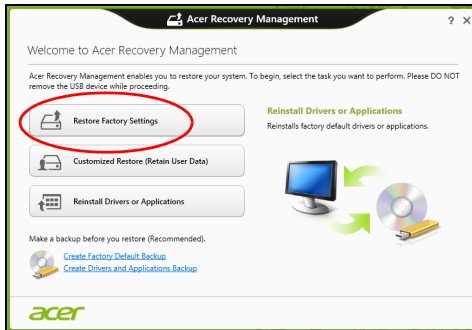 Acer Recovery Management
? X
Welcome to Acer Recovery Management
Acer Recovery Management enables you to restore your system. To begin, select the task you want to perform. Please DO NOT
remove the USB device while proceeding.
Restore Factory Settings
Customized Restore (Retain User Data)
Reinstall Drivers or Applications
Reinstall Drivers or Applications
Reinstalls factory default drivers or applications.
Make a backup before you restore (Recommended).
Create Factory Default Backup
Create Drivers and Applications Backup
acer